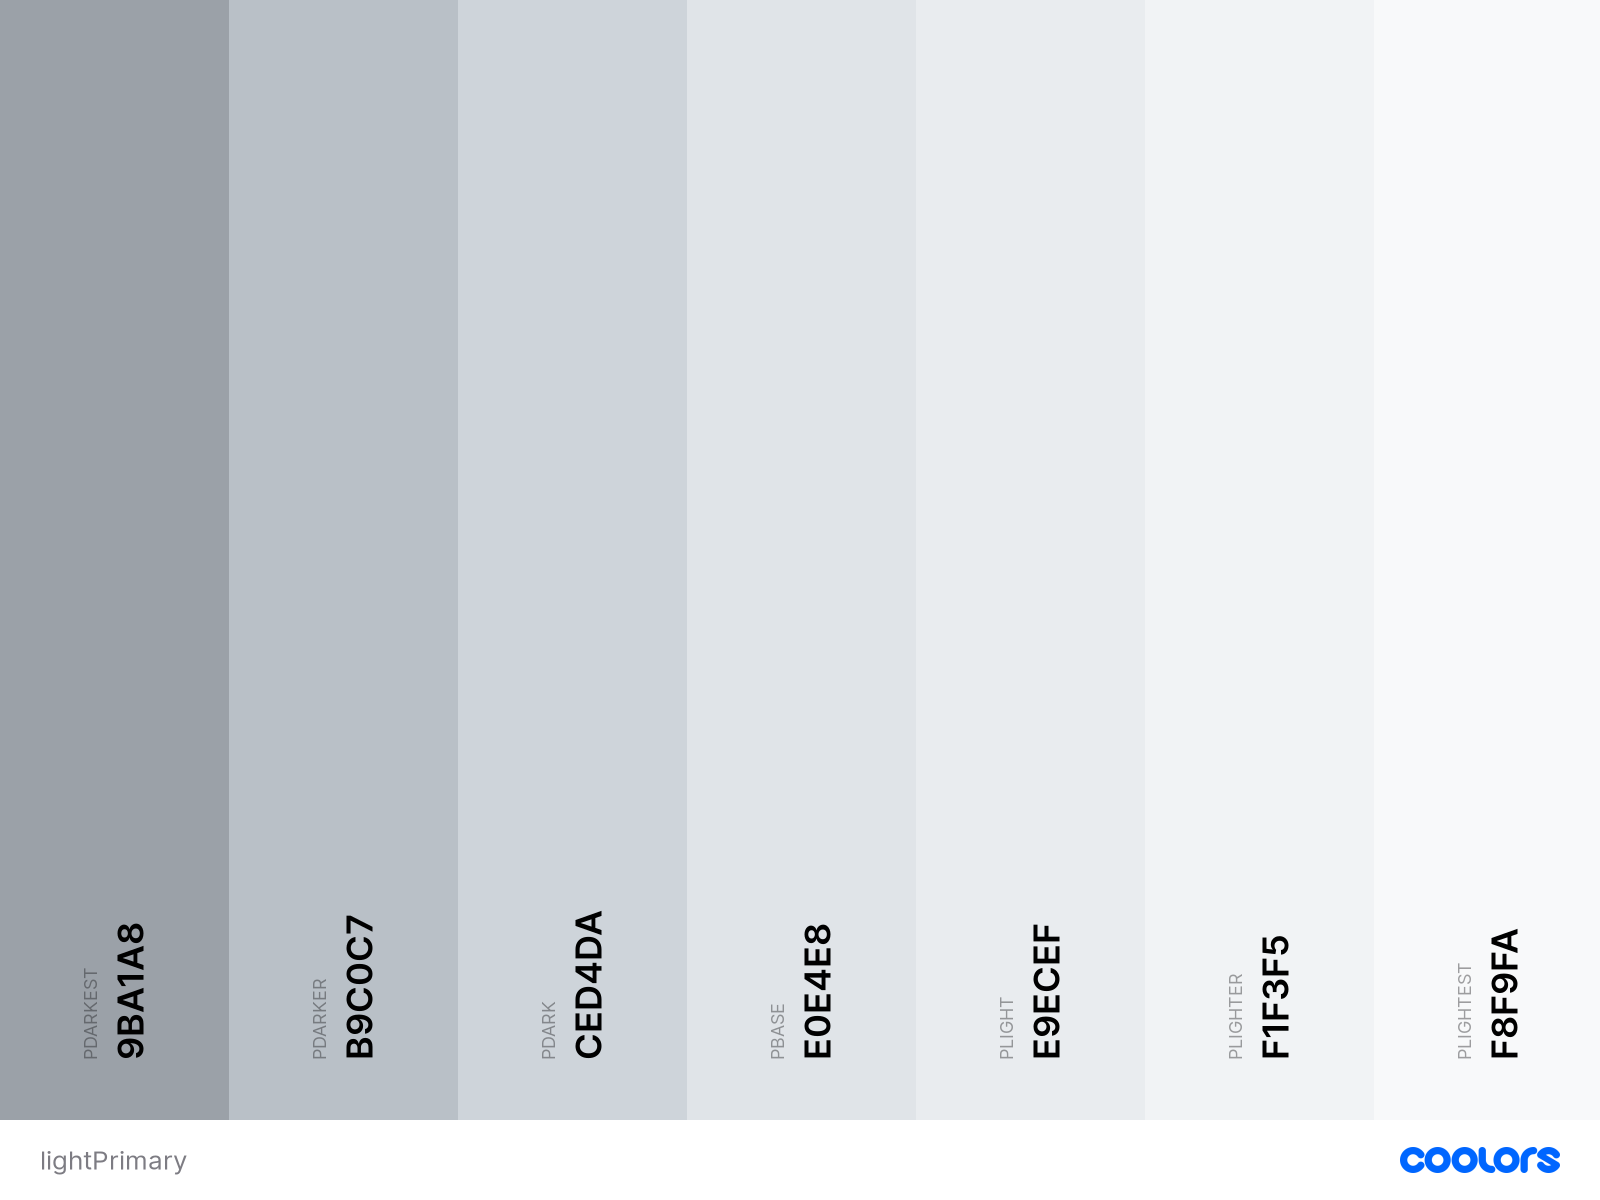 PDARKEST
9BA1A8
PDARKER
B9C0C7
PDARK
CED4DA
PBASE
E0E4E8
PLIGHT
E9ECEF
PLIGHTER
F1F3F5
PLIGHTEST
F8F9FA
lightPrimary
coolors